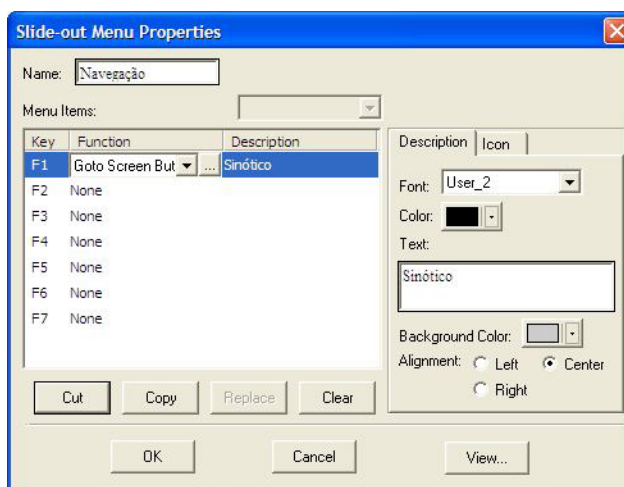 Slide-out Menu Properties
Name: Navegação
Menu Items:
Key Function Description
F1 Goto Screen But ... Sinótico
F2 None
F3 None
F4 None
F5 None
F6 None
F7 None
Cut Copy Replace Clear
Description Icon
Font: User_2
Color:
Text:
Sinótico
Background Color:
Alignment: Left Center
Right
OK Cancel View...